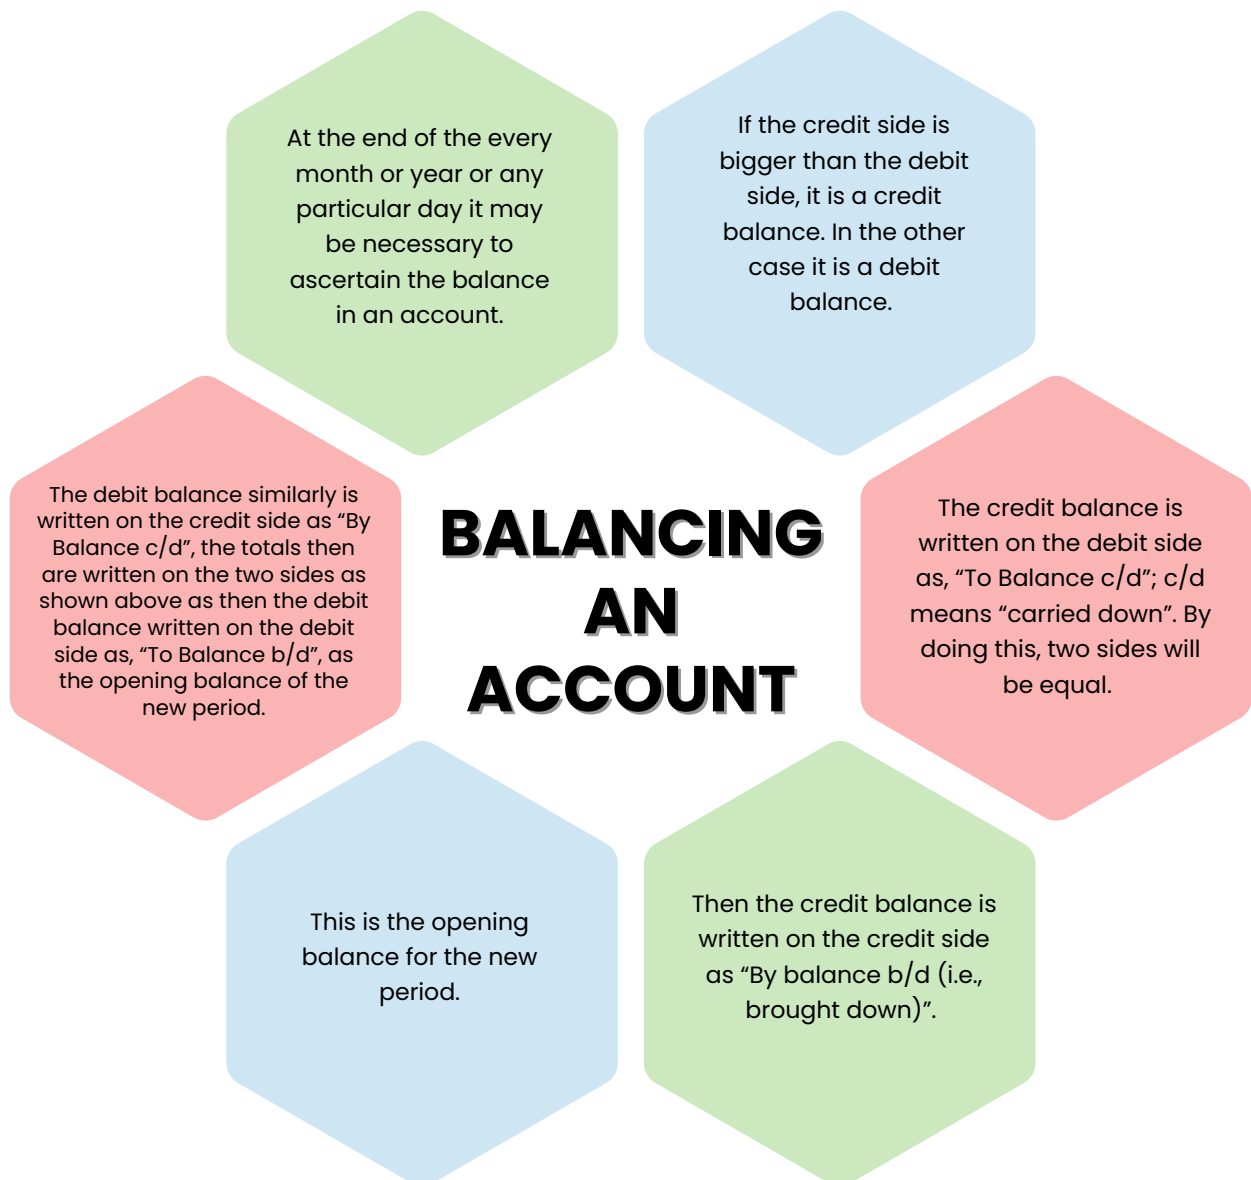 At the end of the every
month or year or any
particular day it may
be necessary to
ascertain the balance
in an account.
If the credit side is
bigger than the debit
side, it is a credit
balance. In the other
case it is a debit
balance.
The debit balance similarly is
written on the credit side as “By
Balance c/d”, the totals then
are written on the two sides as
shown above as then the debit
balance written on the debit
side as, “To Balance b/d”, as
the opening balance of the
new period.
BALANCING
AN
ACCOUNT
The credit balance is
written on the debit side
as, “To Balance c/d”; c/d
means “carried down”. By
doing this, two sides will
be equal.
This is the opening
balance for the new
period.
Then the credit balance is
written on the credit side
as “By balance b/d (i.e.,
brought down)”.